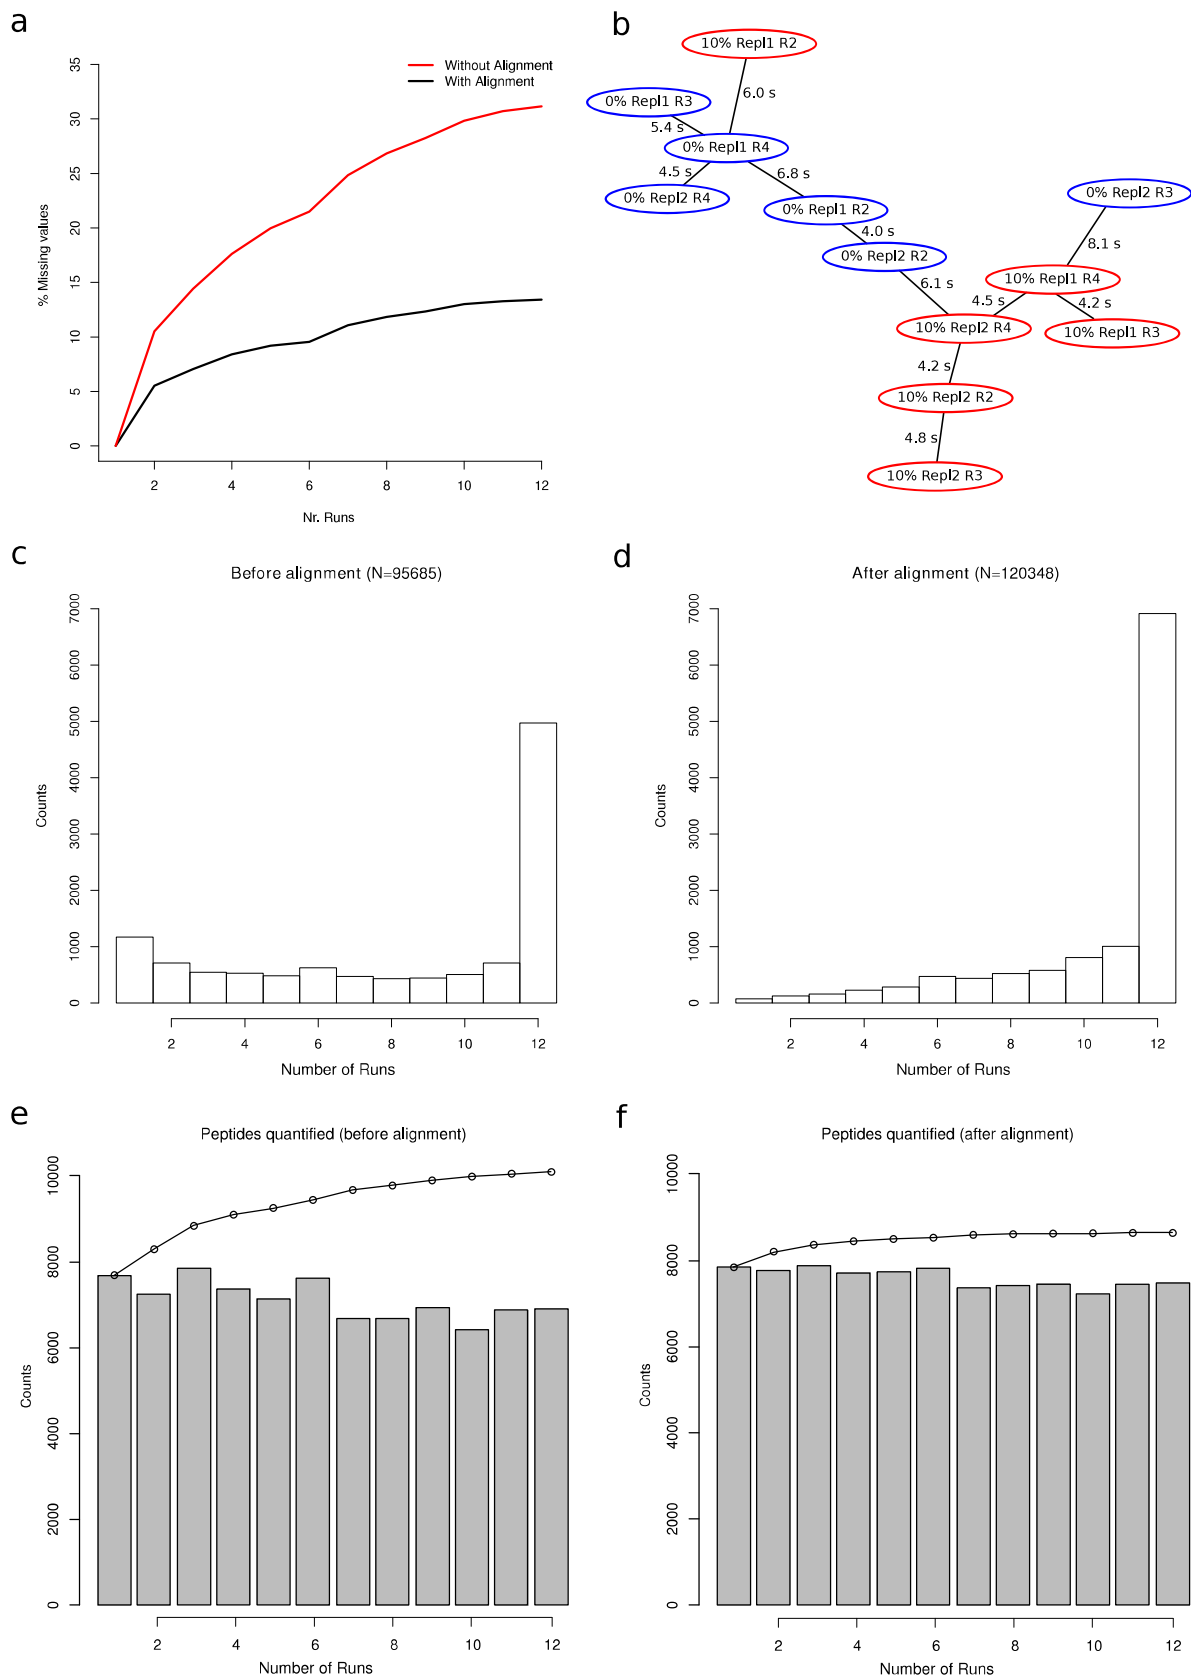 a
35
30
25
20
15
10
5
0
% Missing values
Without Alignment
With Alignment
2 4 6 8 10 12
Nr. Runs
b
10% Repl1 R2
6.0 s
0% Repl1 R3
5.4 s
0% Repl1 R4
4.5 s
6.8 s
0% Repl2 R4
0% Repl1 R2
0% Repl2 R3
4.0 s
0% Repl2 R2
8.1 s
6.1 s
10% Repl1 R4
4.5 s
4.2 s
10% Repl2 R4
10% Repl1 R3
4.2 s
10% Repl2 R2
4.8 s
10% Repl2 R3
c
Before alignment (N=95685)
7000
6000
5000
4000
3000
2000
1000
0
Counts
2 4 6 8 10 12
Number of Runs
d
After alignment (N=120348)
7000
6000
5000
4000
3000
2000
1000
0
Counts
2 4 6 8 10 12
Number of Runs
e
Peptides quantified (before alignment)
10000
8000
6000
4000
2000
0
Counts
2 4 6 8 10 12
Number of Runs
f
Peptides quantified (after alignment)
10000
8000
6000
4000
2000
0
Counts
2 4 6 8 10 12
Number of Runs